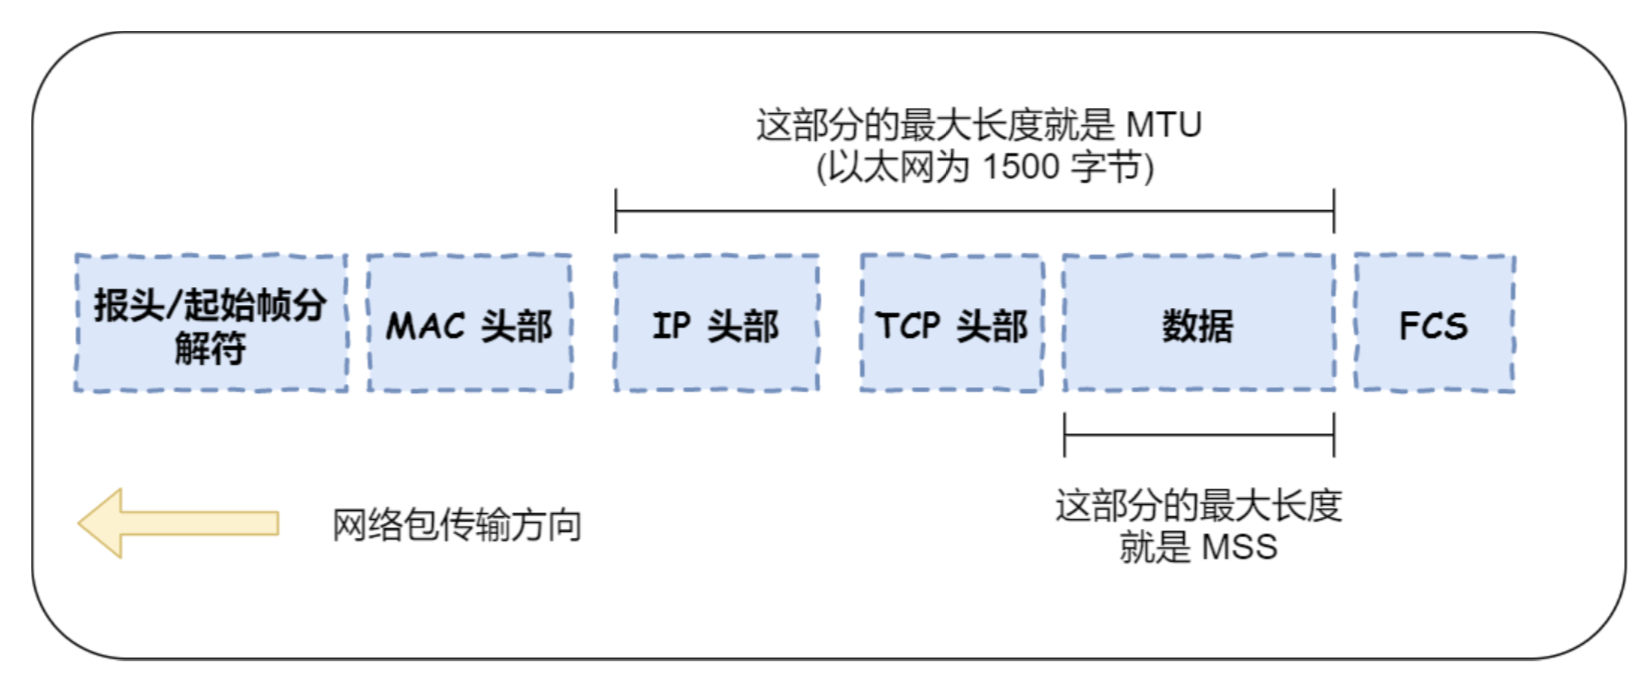 这部分的最大长度就是 MTU
(以太网为 1500 字节)
报头/起始帧分
解符
MAC 头部
IP 头部
TCP 头部
数据
FCS
网络包传输方向
这部分的最大长度
就是 MSS